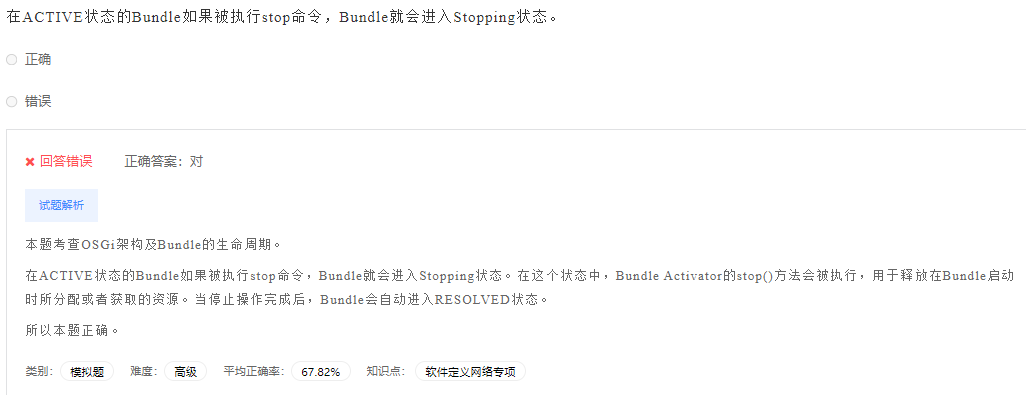 在ACTIVE状态的Bundle如果被执行stop命令，Bundle就会进入Stopping状态。
正确
错误
回答错误 正确答案：对
试题解析
本题考查OSGi架构及Bundle的生命周期。
在ACTIVE状态的Bundle如果被执行stop命令，Bundle就会进入Stopping状态。在这个状态中，Bundle Activator的stop()方法会被执行，用于释放在Bundle启动
时所分配或者获取的资源。当停止操作完成后，Bundle会自动进入RESOLVED状态。
所以本题正确。
类别： 模拟题 难度： 高级 平均正确率： 67.82% 知识点： 软件定义网络专项